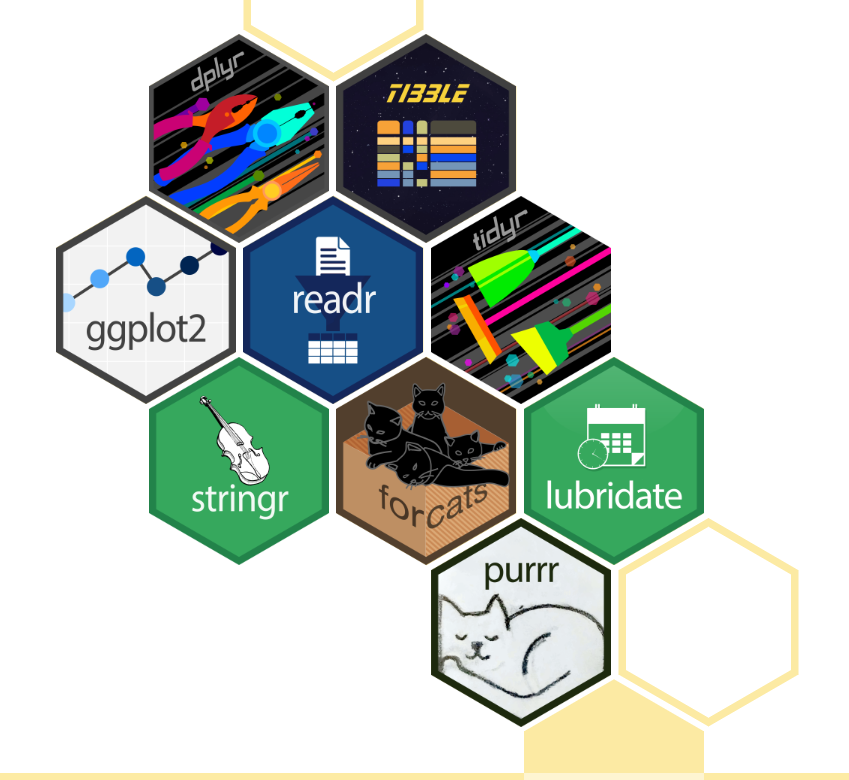 dplyr
TIBBLE
ggplot2
readr
tidyr
stringr
forcats
lubridate
purrr